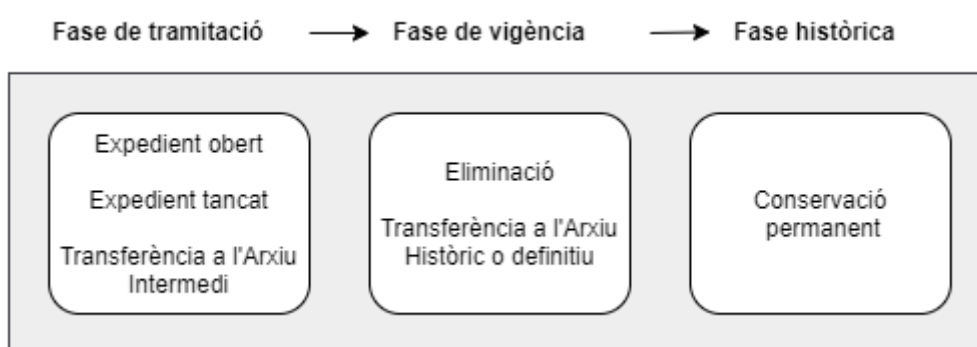 Fase de tramitació
Fase de vigència
Fase històrica
Expedient obert
Expedient tancat
Transferència a l'Arxiu
Intermedi
Eliminació
Transferència a l'Arxiu
Històric o definitiu
Conservació
permanent